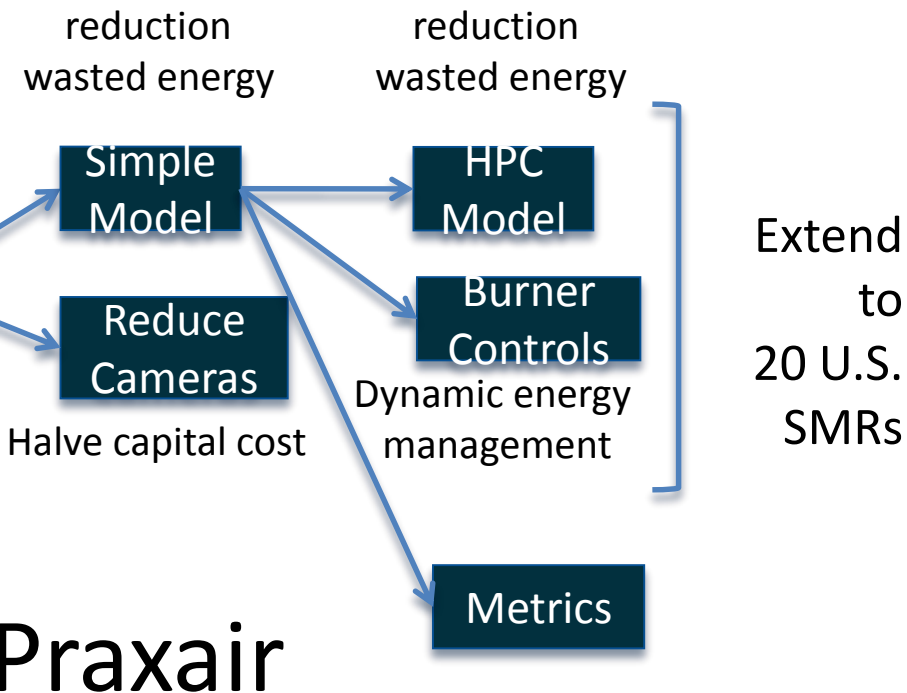 reduction
wasted energy
reduction
wasted energy
Simple
Model
HPC
Model
Reduce
Cameras
Halve capital cost
Burner
Controls
Dynamic energy
management
Extend
to
20 U.S.
SMRs
Metrics
Praxair